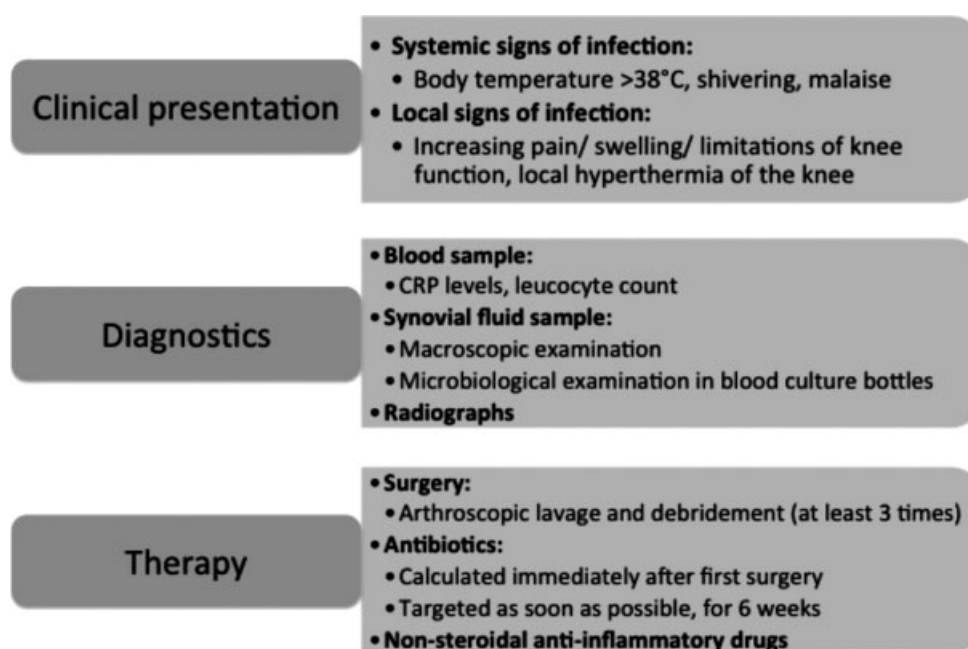 Clinical presentation
• Systemic signs of infection:
• Body temperature >38°C, shivering, malaise
• Local signs of infection:
• Increasing pain/ swelling/ limitations of knee
function, local hyperthermia of the knee
Diagnostics
• Blood sample:
• CRP levels, leucocyte count
• Synovial fluid sample:
• Macroscopic examination
• Microbiological examination in blood culture bottles
• Radiographs
Therapy
• Surgery:
• Arthroscopic lavage and debridement (at least 3 times)
• Antibiotics:
• Calculated immediately after first surgery
• Targeted as soon as possible, for 6 weeks
• Non-steroidal anti-inflammatory drugs